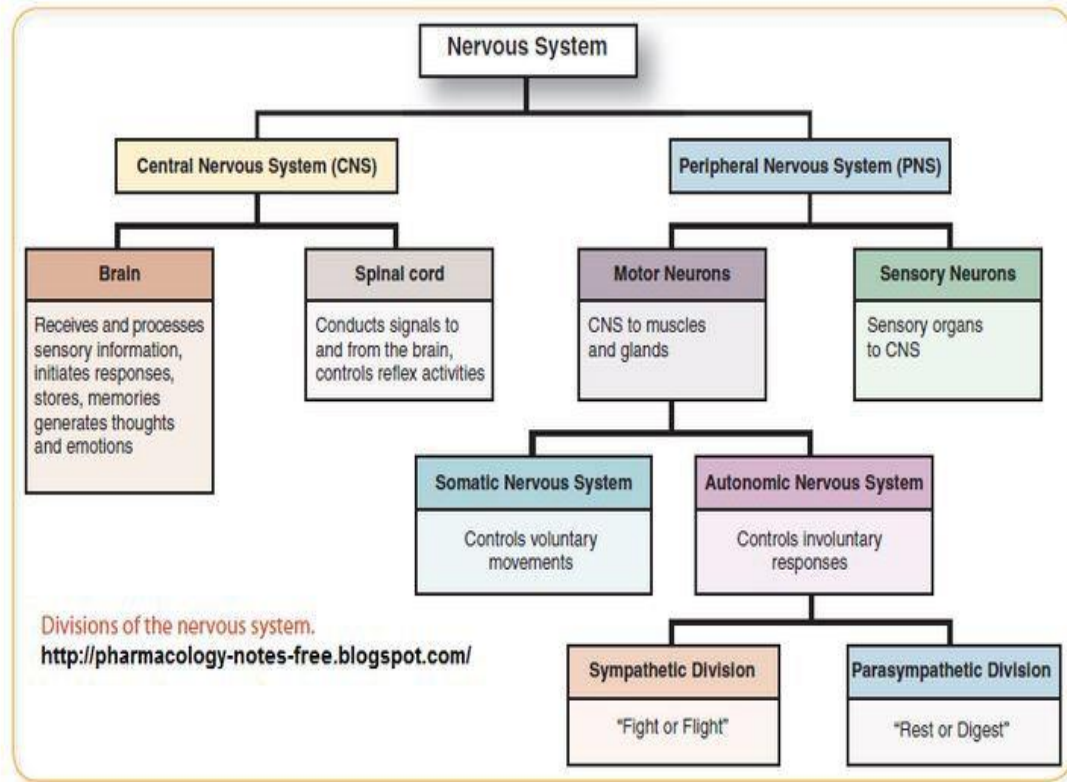 Nervous System
Central Nervous System (CNS)
Peripheral Nervous System (PNS)
Brain
Receives and processes
sensory information,
initiates responses,
stores, memories
generates thoughts
and emotions
Spinal cord
Conducts signals to
and from the brain,
controls reflex activities
Motor Neurons
CNS to muscles
and glands
Sensory Neurons
Sensory organs
to CNS
Somatic Nervous System
Controls voluntary
movements
Autonomic Nervous System
Controls involuntary
responses
Sympathetic Division
"Fight or Flight"
Parasympathetic Division
"Rest or Digest"
Divisions of the nervous system.
http://pharmacology-notes-free.blogspot.com/